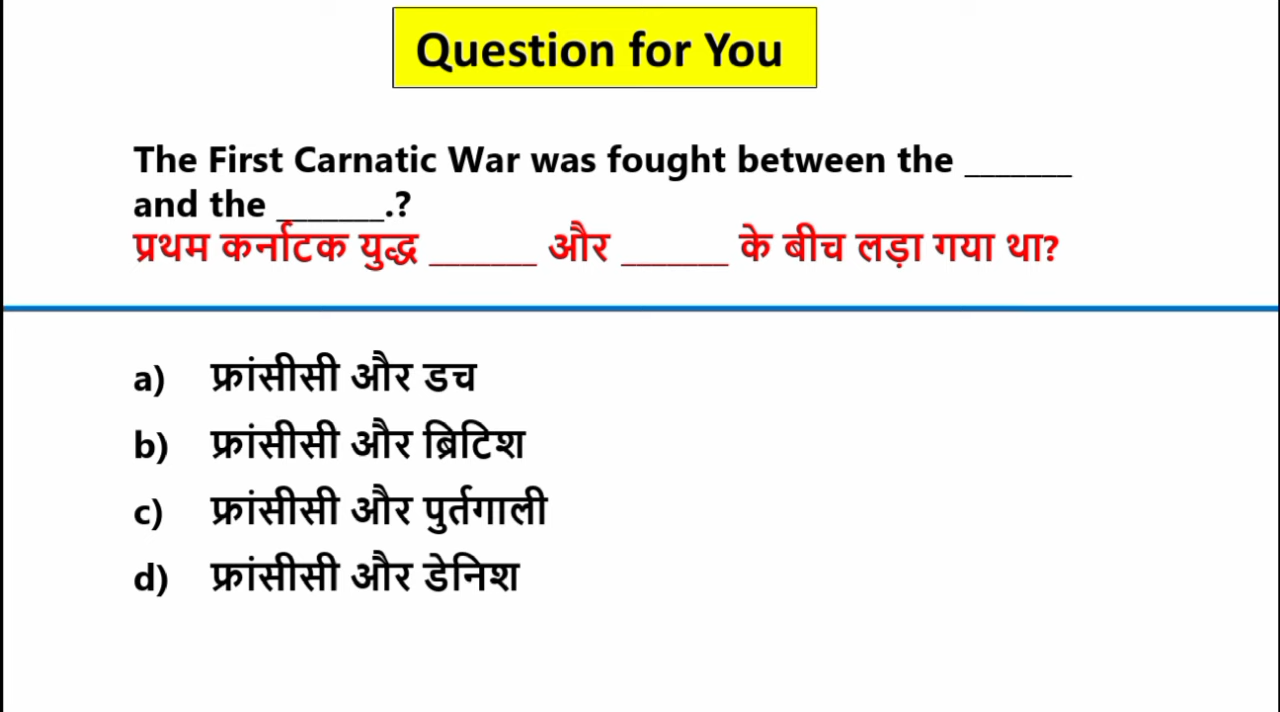 Question for You
The First Carnatic War was fought between the _______
and the _______.?
प्रथम कर्नाटक युद्ध _______ और _______ के बीच लड़ा गया था?
a) फ्रांसीसी और डच
b) फ्रांसीसी और ब्रिटिश
c) फ्रांसीसी और पुर्तगाली
d) फ्रांसीसी और डेनिश